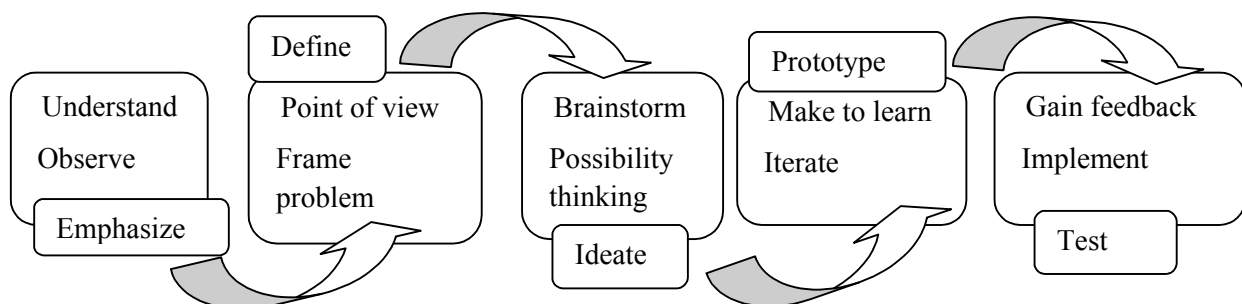 Understand
Observe
Emphasize
Define
Point of view
Frame
problem
Brainstorm
Possibility
thinking
Ideate
Prototype
Make to learn
Iterate
Gain feedback
Implement
Test